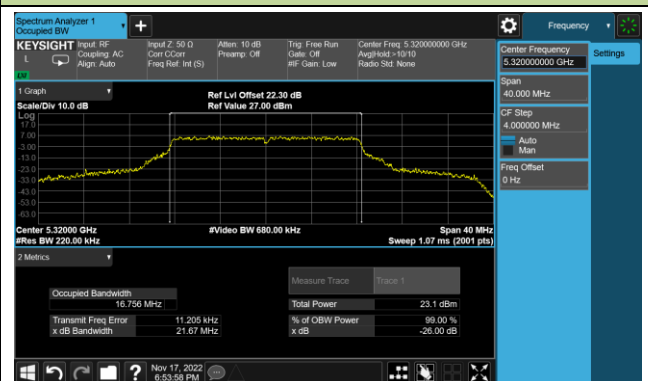 Spectrum Analyzer 1
Occupied BW
Frequency
KEYSIGHT
L
Input: RF
Coupling: AC
Align: Auto
Input Z: 50 Ω
Corr CCorr
Freq Ref: Int (S)
Atten: 10 dB
Preamp: Off
Trig: Free Run
Gate: Off
#IF Gain: Low
Center Freq: 5.320000000 GHz
Avg|Hold:>10/10
Radio Std: None
Center Frequency
5.320000000 GHz
Settings
Span
40.000 MHz
CF Step
4.000000 MHz
Auto
Man
Freq Offset
0 Hz
1 Graph
Scale/Div 10.0 dB
Ref Lvl Offset 22.30 dB
Ref Value 27.00 dBm
Log
17.0
7.00
-3.00
-13.0
-23.0
-33.0
-43.0
-53.0
-63.0
Center 5.32000 GHz
#Res BW 220.00 kHz
#Video BW 680.00 kHz
Span 40 MHz
Sweep 1.07 ms (2001 pts)
2 Metrics
Measure Trace
Trace 1
Occupied Bandwidth
16.756 MHz
Total Power
23.1 dBm
Transmit Freq Error
11.205 kHz
% of OBW Power
99.00 %
x dB Bandwidth
21.67 MHz
x dB
-26.00 dB
?
Nov 17, 2022
6:53:58 PM